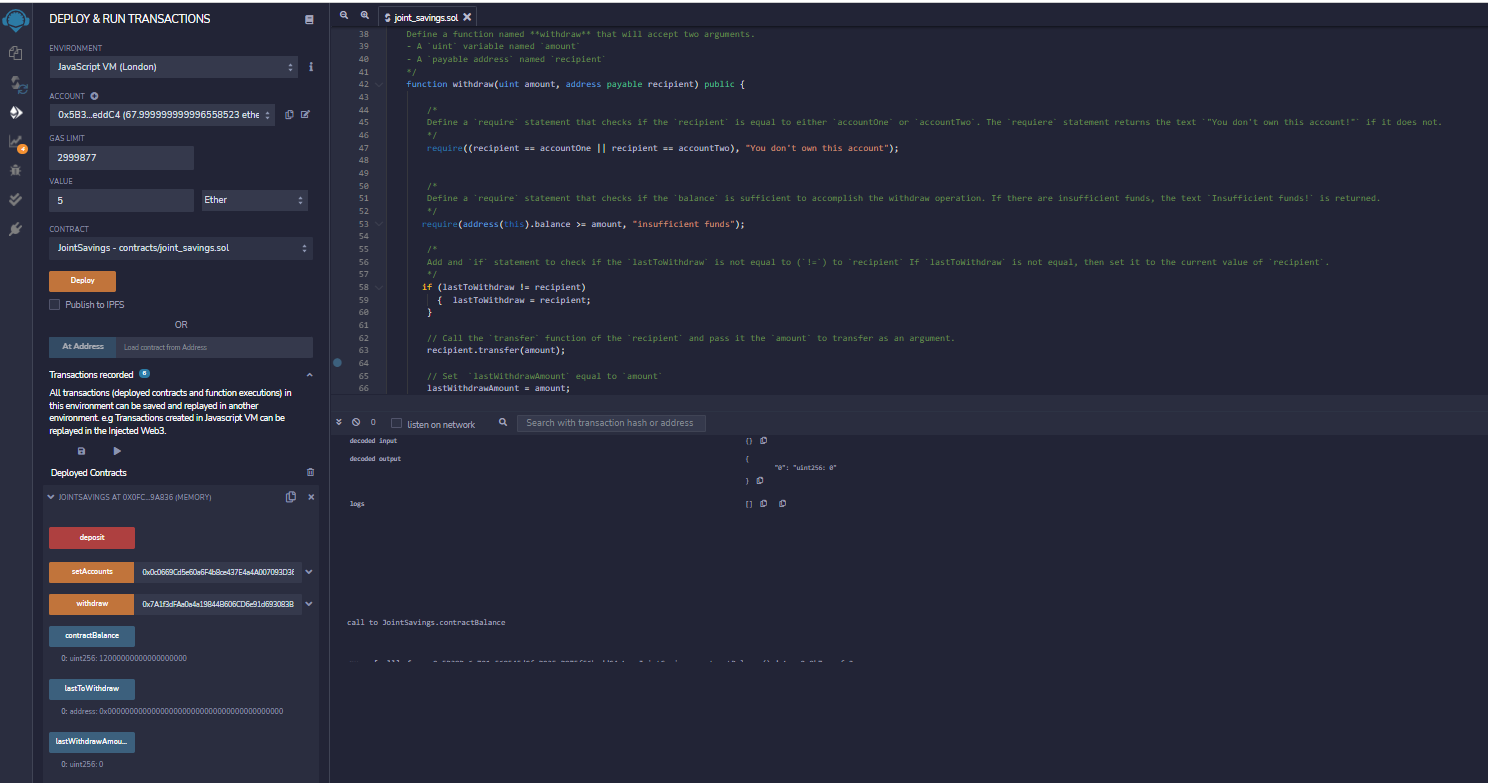 DEPLOY & RUN TRANSACTIONS
ENVIRONMENT
JavaScript VM (London)
ACCOUNT
0x5B3...eddC4 (67.999999999996558523 ethe
GAS LIMIT
2999877
VALUE
5
Ether
CONTRACT
JointSavings - contracts/joint_savings.sol
Deploy
Publish to IPFS
OR
At Address
Load contract from Address
Transactions recorded 6
All transactions (deployed contracts and function executions) in
this environment can be saved and replayed in another
environment. e.g Transactions created in Javascript VM can be
replayed in the Injected Web3.
Deployed Contracts
JOINTSAVINGS AT 0X0FC...9A836 (MEMORY)
deposit
setAccounts
withdraw
contractBalance
0: uint256: 12000000000000000000
lastToWithdraw
0: address: 0x0000000000000000000000000000000000000000
lastWithdrawAmou...
0: uint256: 0
joint_savings.sol
38 Define a function named **withdraw** that will accept two arguments.
39 - A `uint` variable named `amount`
40 - A `payable address` named `recipient`
41 */
42 function withdraw(uint amount, address payable recipient) public {
43
44 /*
45 Define a `require` statement that checks if the `recipient` is equal to either `accountOne` or `accountTwo`. The `requiere` statement returns the text `"You don't own this account!"` if it does not.
46 */
47 require((recipient == accountOne || recipient == accountTwo), "You don't own this account");
48
49
50 /*
51 Define a `require` statement that checks if the `balance` is sufficient to accomplish the withdraw operation. If there are insufficient funds, the text `Insufficient funds!` is returned.
52 */
53 require(address(this).balance >= amount, "insufficient funds");
54
55 /*
56 Add and `if` statement to check if the `lastToWithdraw` is not equal to (`!=`) to `recipient` If `lastToWithdraw` is not equal, then set it to the current value of `recipient`.
57 */
58 if (lastToWithdraw != recipient)
59 { lastToWithdraw = recipient;
60 }
61
62 // Call the `transfer` function of the `recipient` and pass it the `amount` to transfer as an argument.
63 recipient.transfer(amount);
64
65 // Set `lastWithdrawAmount` equal to `amount`
66 lastWithdrawAmount = amount;
0
listen on network
Search with transaction hash or address
decoded input {}
decoded output {
"0": "uint256: 0"
}
logs []
call to JointSavings.contractBalance